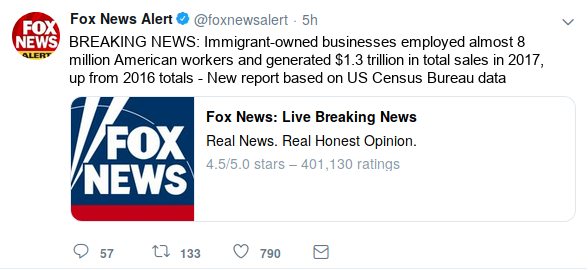 FOX
NEWS
ALERT
Fox News Alert @foxnewsalert · 5h
BREAKING NEWS: Immigrant-owned businesses employed almost 8
million American workers and generated $1.3 trillion in total sales in 2017,
up from 2016 totals - New report based on US Census Bureau data
FOX
NEWS
Fox News: Live Breaking News
Real News. Real Honest Opinion.
4.5/5.0 stars – 401,130 ratings
57 133 790